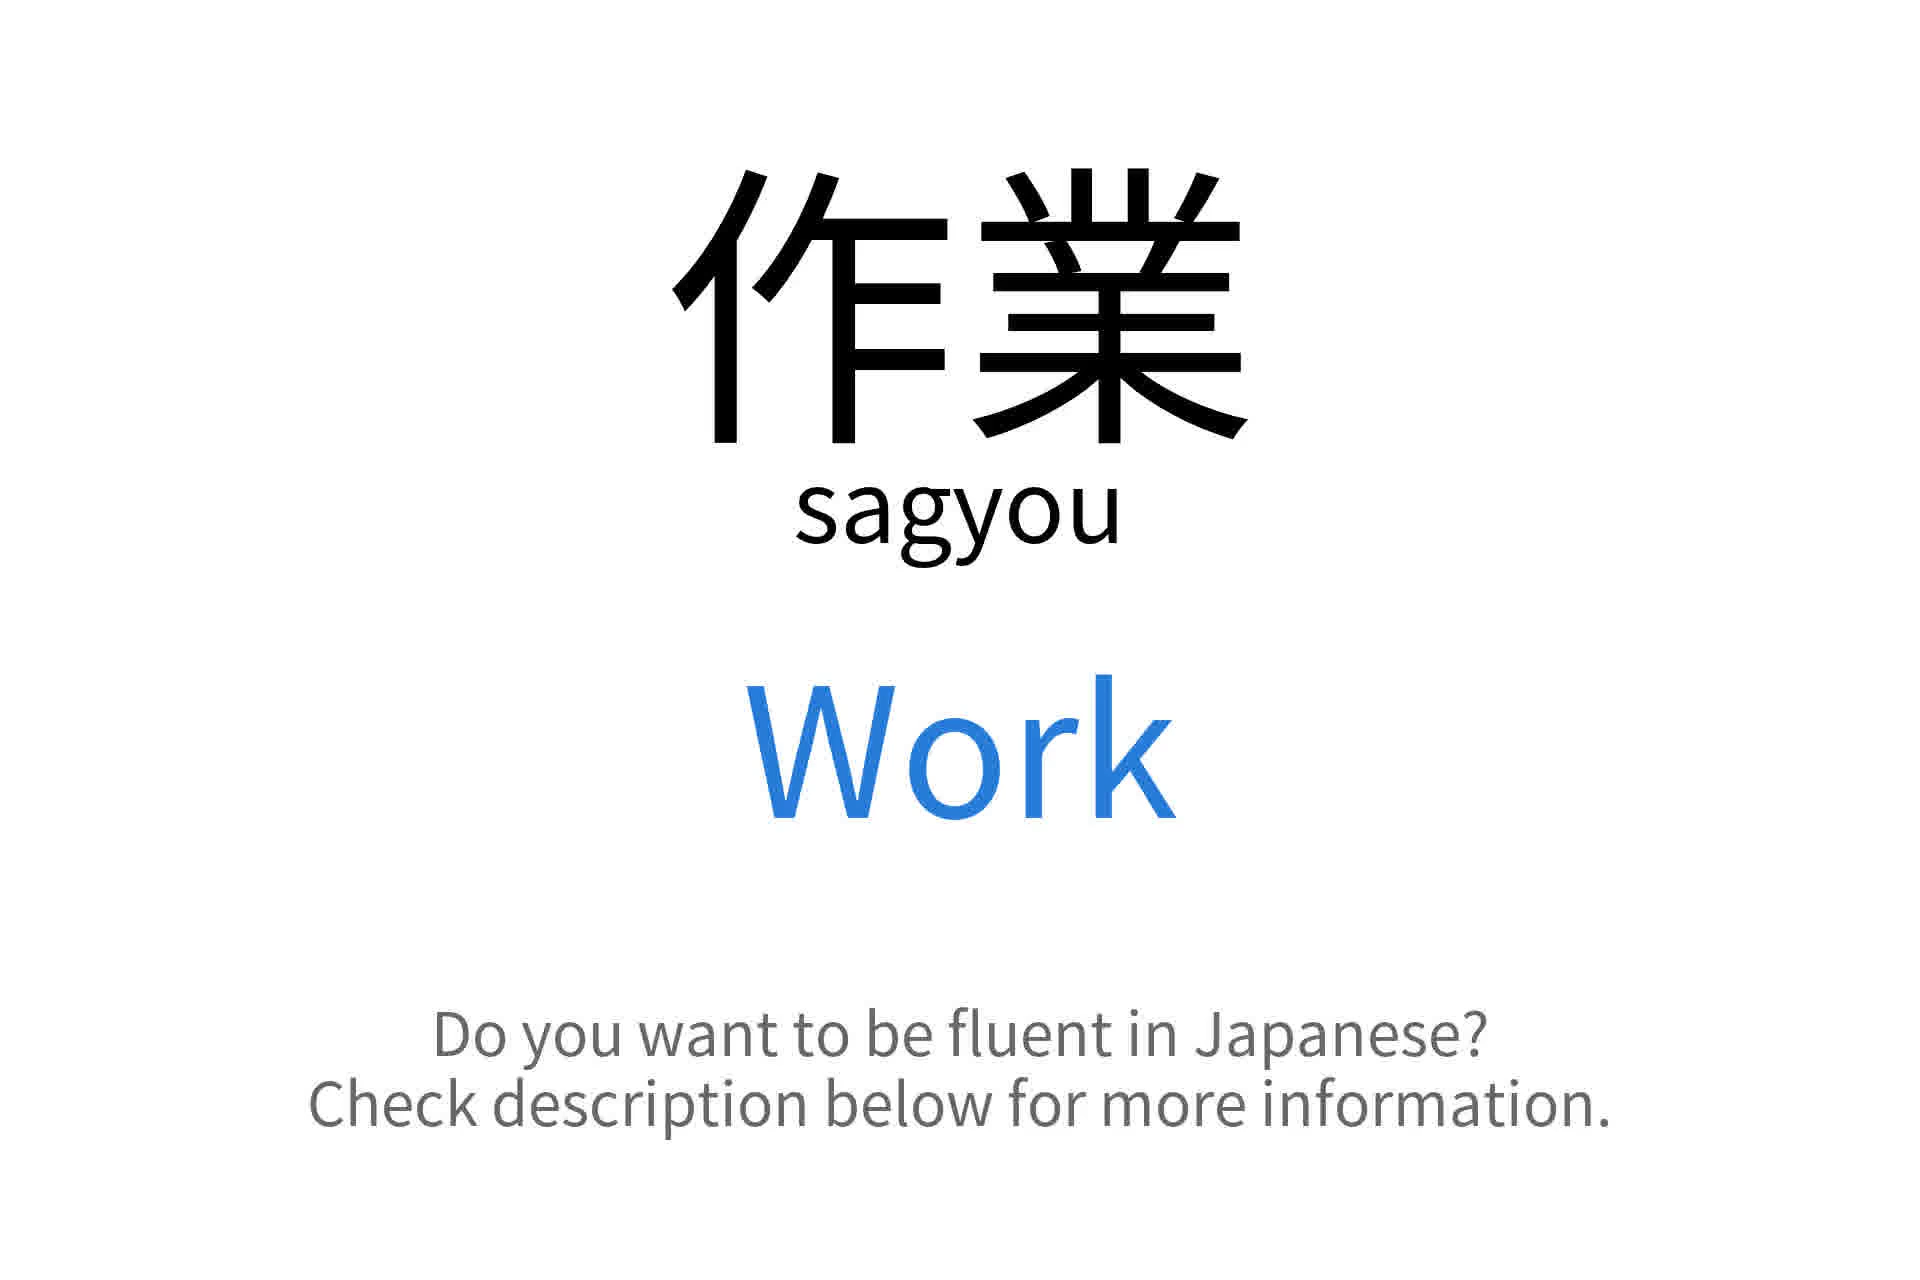 作業
sagyou
Work
Do you want to be fluent in Japanese?
Check description below for more information.